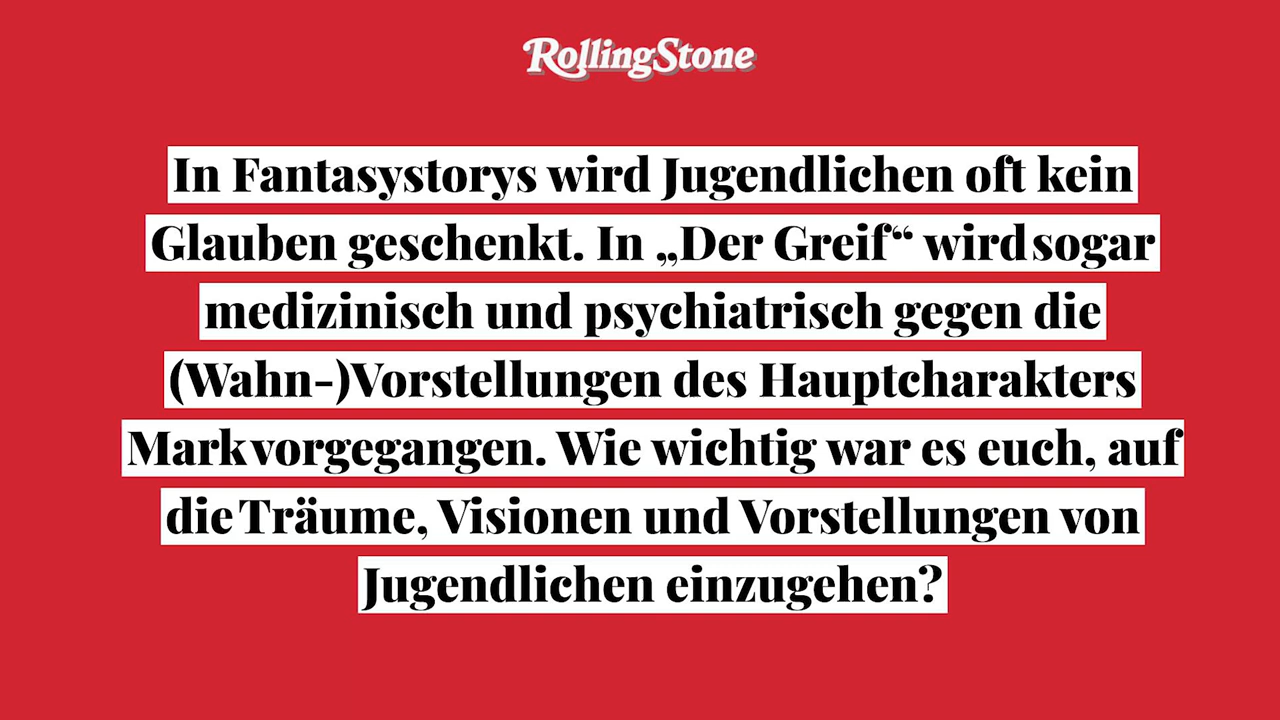 RollingStone
In Fantasystorys wird Jugendlichen oft kein
Glauben geschenkt. In „Der Greif“ wird sogar
medizinisch und psychiatrisch gegen die
(Wahn-)Vorstellungen des Hauptcharakters
Mark vorgegangen. Wie wichtig war es euch, auf
die Träume, Visionen und Vorstellungen von
Jugendlichen einzugehen?